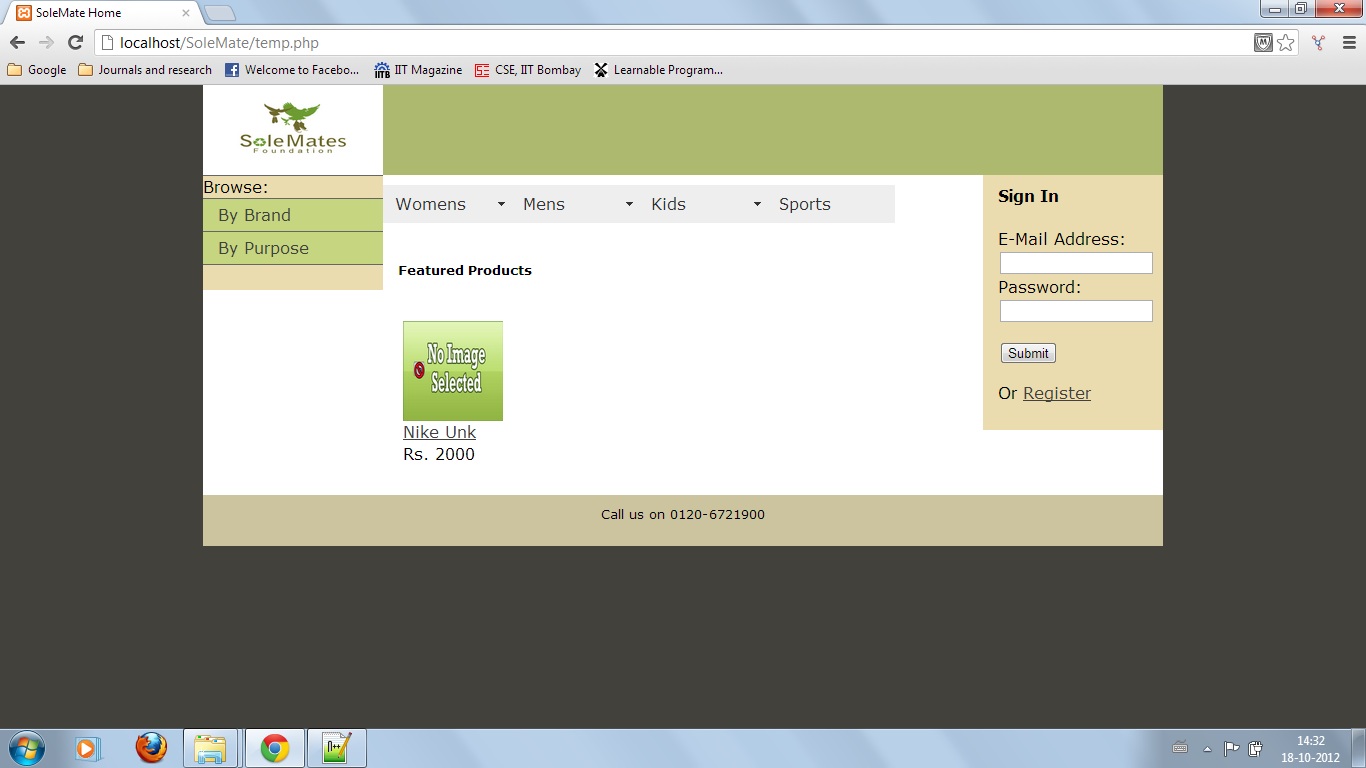 SoleMate Home
localhost/SoleMate/temp.php
Google
Journals and research
Welcome to Facebo...
IIT Magazine
CSE, IIT Bombay
Learnable Program...
SoleMates
Foundation
Browse:
By Brand
By Purpose
Womens
Mens
Kids
Sports
Featured Products
No Image
Selected
Nike Unk
Rs. 2000
Sign In
E-Mail Address:
Password:
Submit
Or Register
Call us on 0120-6721900
14:32
18-10-2012